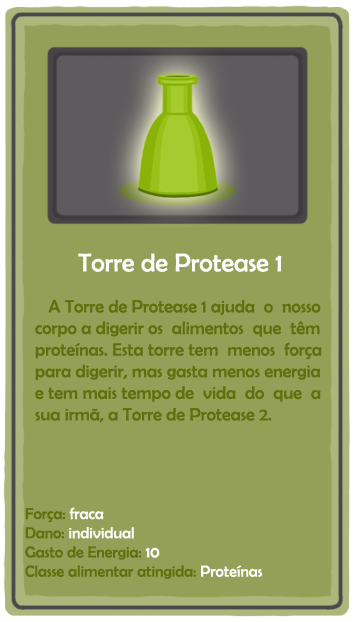 Torre de Protease 1
A Torre de Protease 1 ajuda o nosso
corpo a digerir os alimentos que têm
proteínas. Esta torre tem menos força
para digerir, mas gasta menos energia
e tem mais tempo de vida do que a
sua irmã, a Torre de Protease 2.
Força: fraca
Dano: individual
Gasto de Energia: 10
Classe alimentar atingida: Proteínas